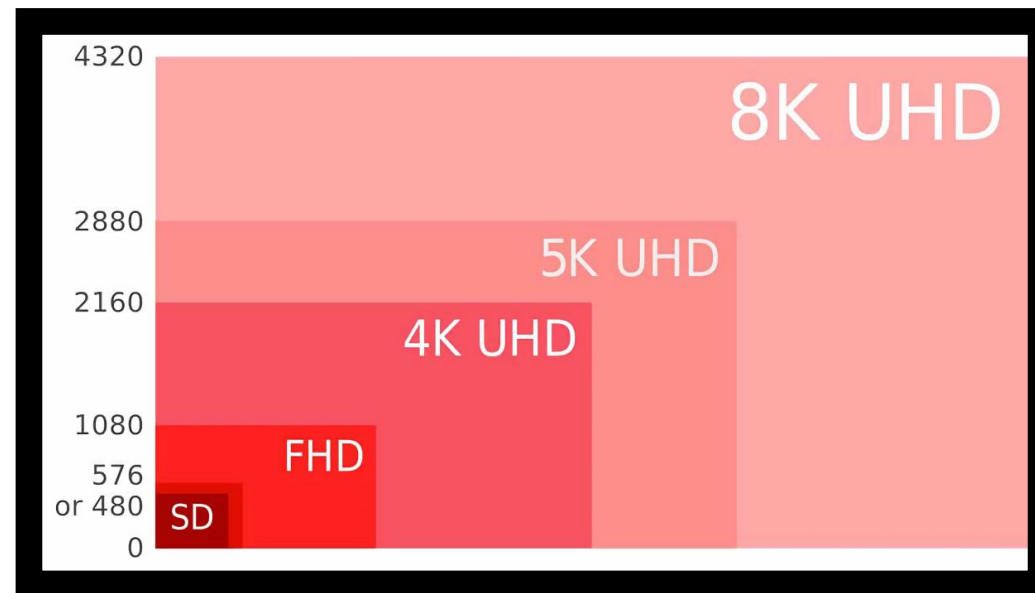 4320
8K UHD
2880
5K UHD
2160
4K UHD
1080
FHD
576
or 480
SD
0